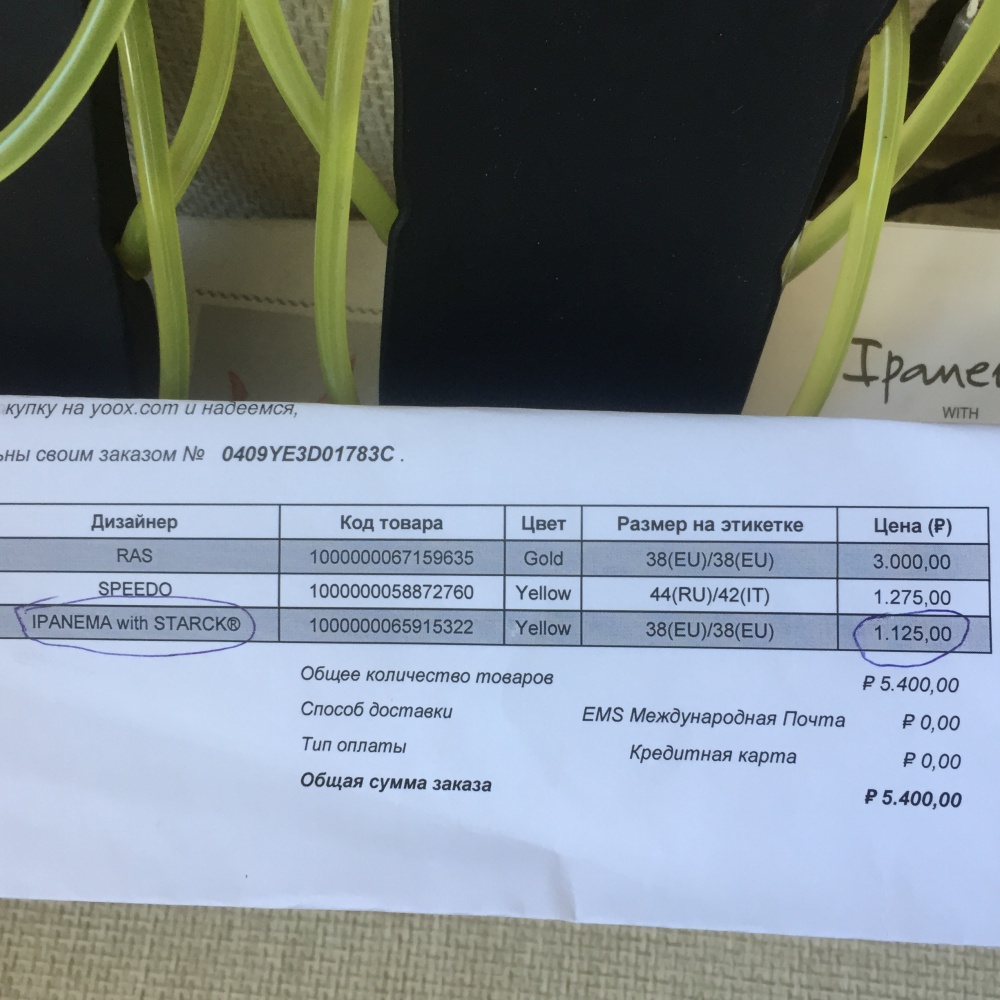 Ipane
WITH
купку на yoox.com и надеемся,
ны своим заказом № 0409YE3D01783C .
Дизайнер Код товара Цвет Размер на этикетке Цена (₽)
RAS 1000000067159635 Gold 38(EU)/38(EU) 3.000,00
SPEEDO 1000000058872760 Yellow 44(RU)/42(IT) 1.275,00
IPANEMA with STARCK® 1000000065915322 Yellow 38(EU)/38(EU) 1.125,00
Общее количество товаров ₽ 5.400,00
Способ доставки EMS Международная Почта ₽ 0,00
Тип оплаты Кредитная карта ₽ 0,00
Общая сумма заказа ₽ 5.400,00